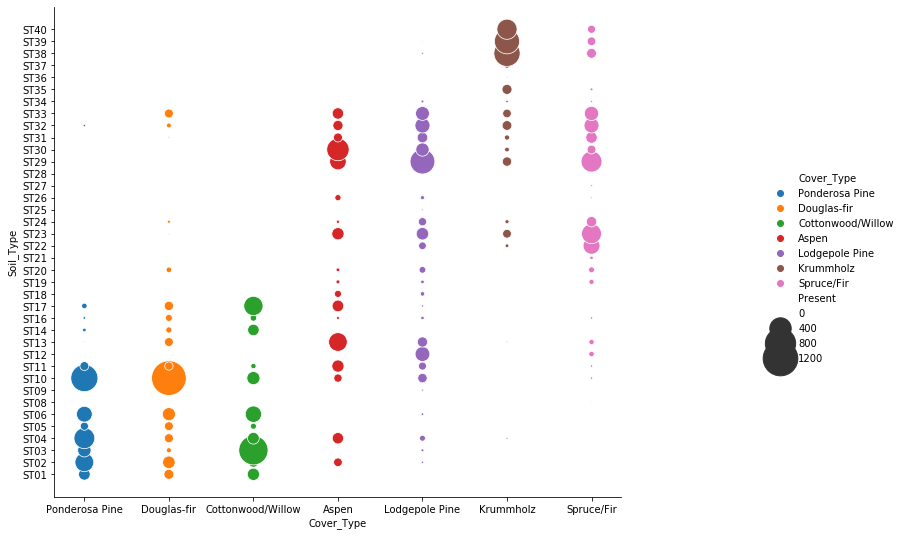 ST40
ST39
ST38
ST37
ST36
ST35
ST34
ST33
ST32
ST31
ST30
ST29
ST28
ST27
ST26
ST25
ST24
ST23
ST22
ST21
ST20
ST19
ST18
ST17
ST16
ST14
ST13
ST12
ST11
ST10
ST09
ST08
ST06
ST05
ST04
ST03
ST02
ST01
Soil_Type
Ponderosa Pine Douglas-fir Cottonwood/Willow Aspen Lodgepole Pine Krummholz Spruce/Fir
Cover_Type
Cover_Type
Ponderosa Pine
Douglas-fir
Cottonwood/Willow
Aspen
Lodgepole Pine
Krummholz
Spruce/Fir
Present
0
400
800
1200